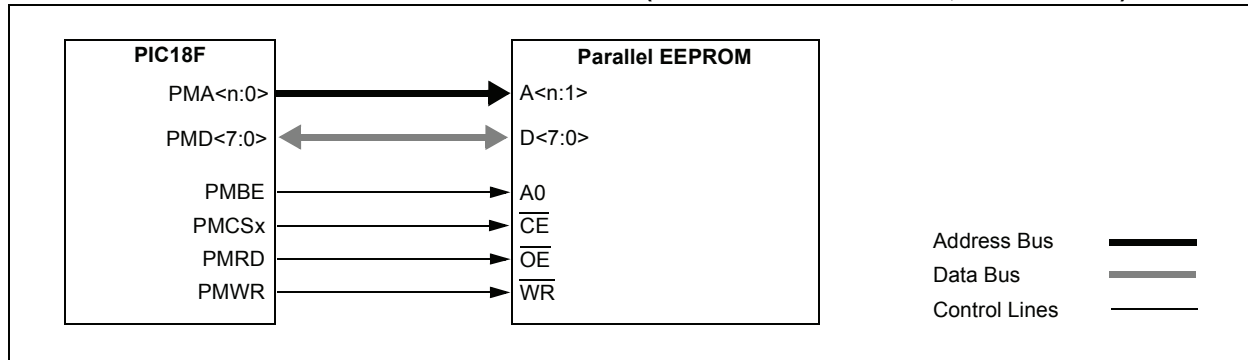 PIC18F
PMA<n:0>
PMD<7:0>
PMBE
PMCSx
PMRD
PMWR
Parallel EEPROM
A<n:1>
D<7:0>
A0
CE
OE
WR
Address Bus
Data Bus
Control Lines